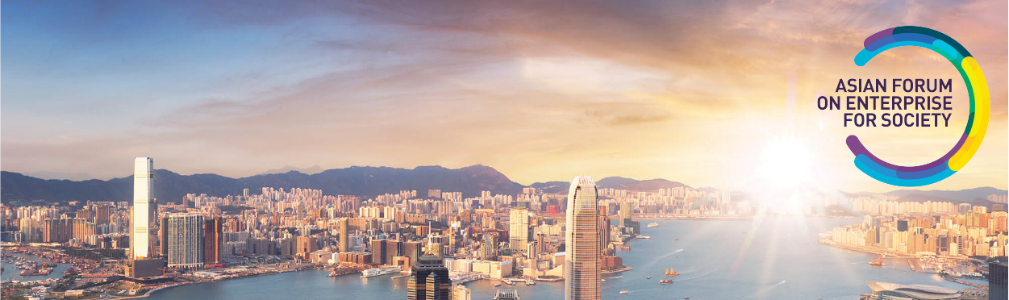 ASIAN FORUM
ON ENTERPRISE
FOR SOCIETY